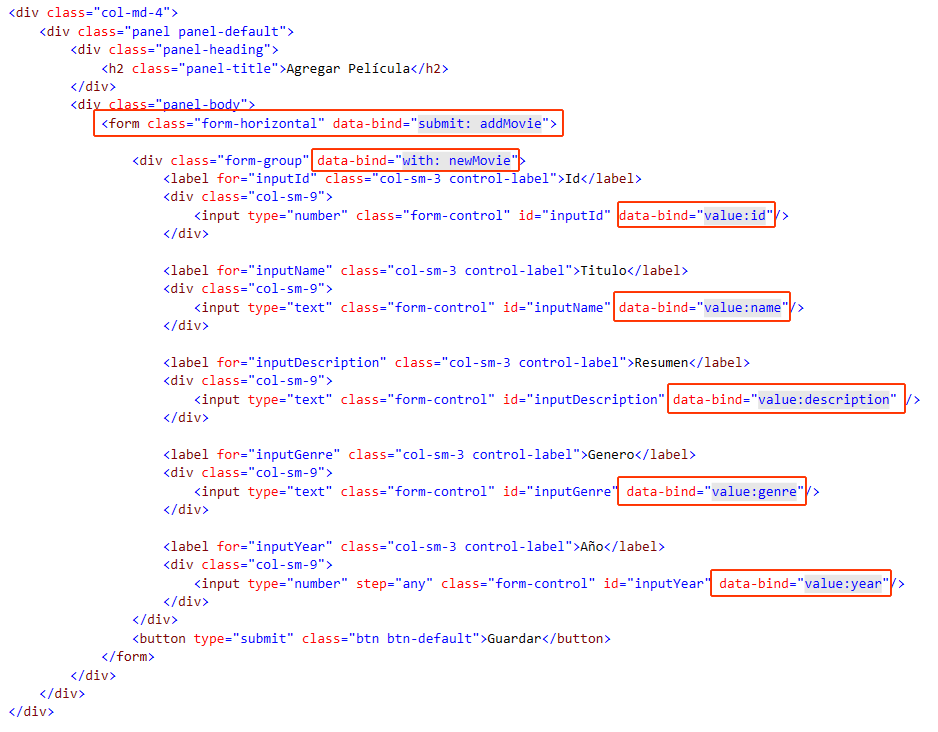 <div class="col-md-4">
<div class="panel panel-default">
<div class="panel-heading">
<h2 class="panel-title">Agregar Película</h2>
</div>
<div class="panel-body">
<form class="form-horizontal" data-bind="submit: addMovie">
<div class="form-group" data-bind="with: newMovie">
<label for="inputId" class="col-sm-3 control-label">Id</label>
<div class="col-sm-9">
<input type="number" class="form-control" id="inputId" data-bind="value:id"/>
</div>
<label for="inputName" class="col-sm-3 control-label">Titulo</label>
<div class="col-sm-9">
<input type="text" class="form-control" id="inputName" data-bind="value:name"/>
</div>
<label for="inputDescription" class="col-sm-3 control-label">Resumen</label>
<div class="col-sm-9">
<input type="text" class="form-control" id="inputDescription" data-bind="value:description" />
</div>
<label for="inputGenre" class="col-sm-3 control-label">Genero</label>
<div class="col-sm-9">
<input type="text" class="form-control" id="inputGenre" data-bind="value:genre"/>
</div>
<label for="inputYear" class="col-sm-3 control-label">Año</label>
<div class="col-sm-9">
<input type="number" step="any" class="form-control" id="inputYear" data-bind="value:year"/>
</div>
</div>
<button type="submit" class="btn btn-default">Guardar</button>
</form>
</div>
</div>
</div>